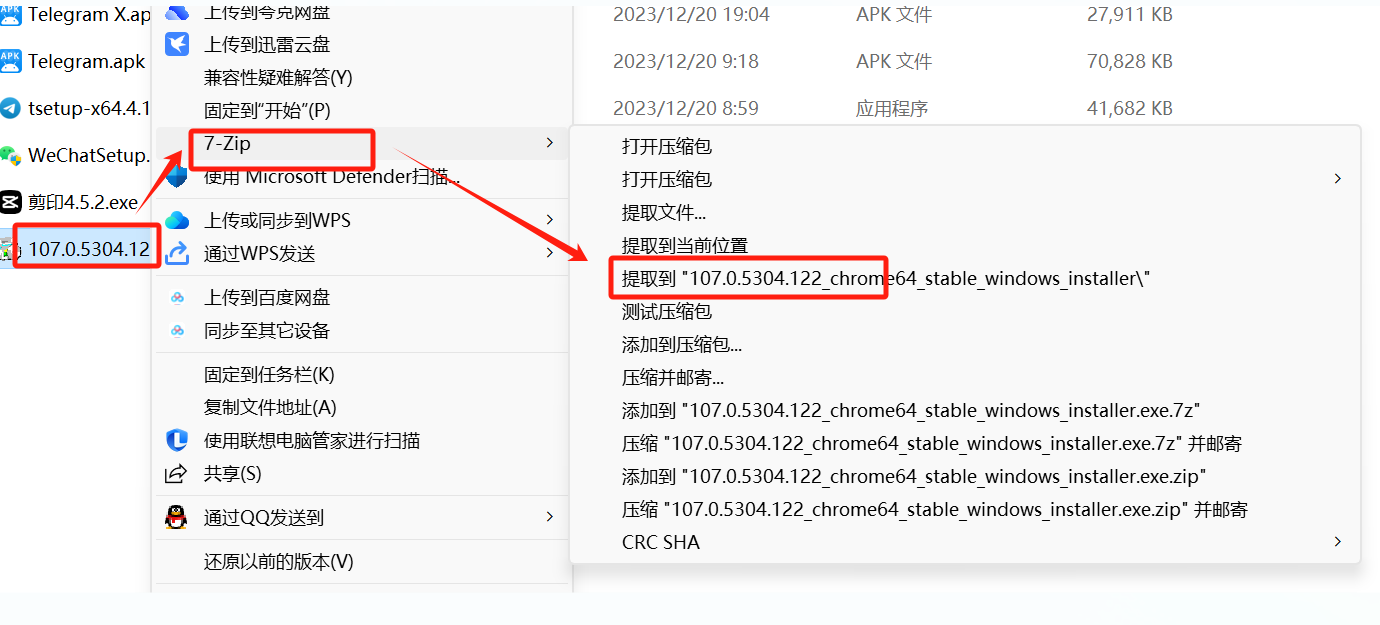 Telegram X.ap
上传到夸克网盘
2023/12/20 19:04 APK 文件 27,911 KB
上传到迅雷云盘
Telegram.apk
2023/12/20 9:18 APK 文件 70,828 KB
兼容性疑难解答(Y)
tsetup-x64.4.1
固定到"开始"(P)
2023/12/20 8:59 应用程序 41,682 KB
7-Zip
WeChatSetup.
使用 Microsoft Defender扫描...
剪印4.5.2.exe
上传或同步到WPS
107.0.5304.12
通过WPS发送
上传到百度网盘
同步至其它设备
固定到任务栏(K)
复制文件地址(A)
使用联想电脑管家进行扫描
共享(S)
通过QQ发送到
还原以前的版本(V)
打开压缩包
打开压缩包
提取文件...
提取到当前位置
提取到 "107.0.5304.122_chrome64_stable_windows_installer\"
测试压缩包
添加到压缩包...
压缩并邮寄...
添加到 "107.0.5304.122_chrome64_stable_windows_installer.exe.7z"
压缩 "107.0.5304.122_chrome64_stable_windows_installer.exe.7z" 并邮寄
添加到 "107.0.5304.122_chrome64_stable_windows_installer.exe.zip"
压缩 "107.0.5304.122_chrome64_stable_windows_installer.exe.zip" 并邮寄
CRC SHA